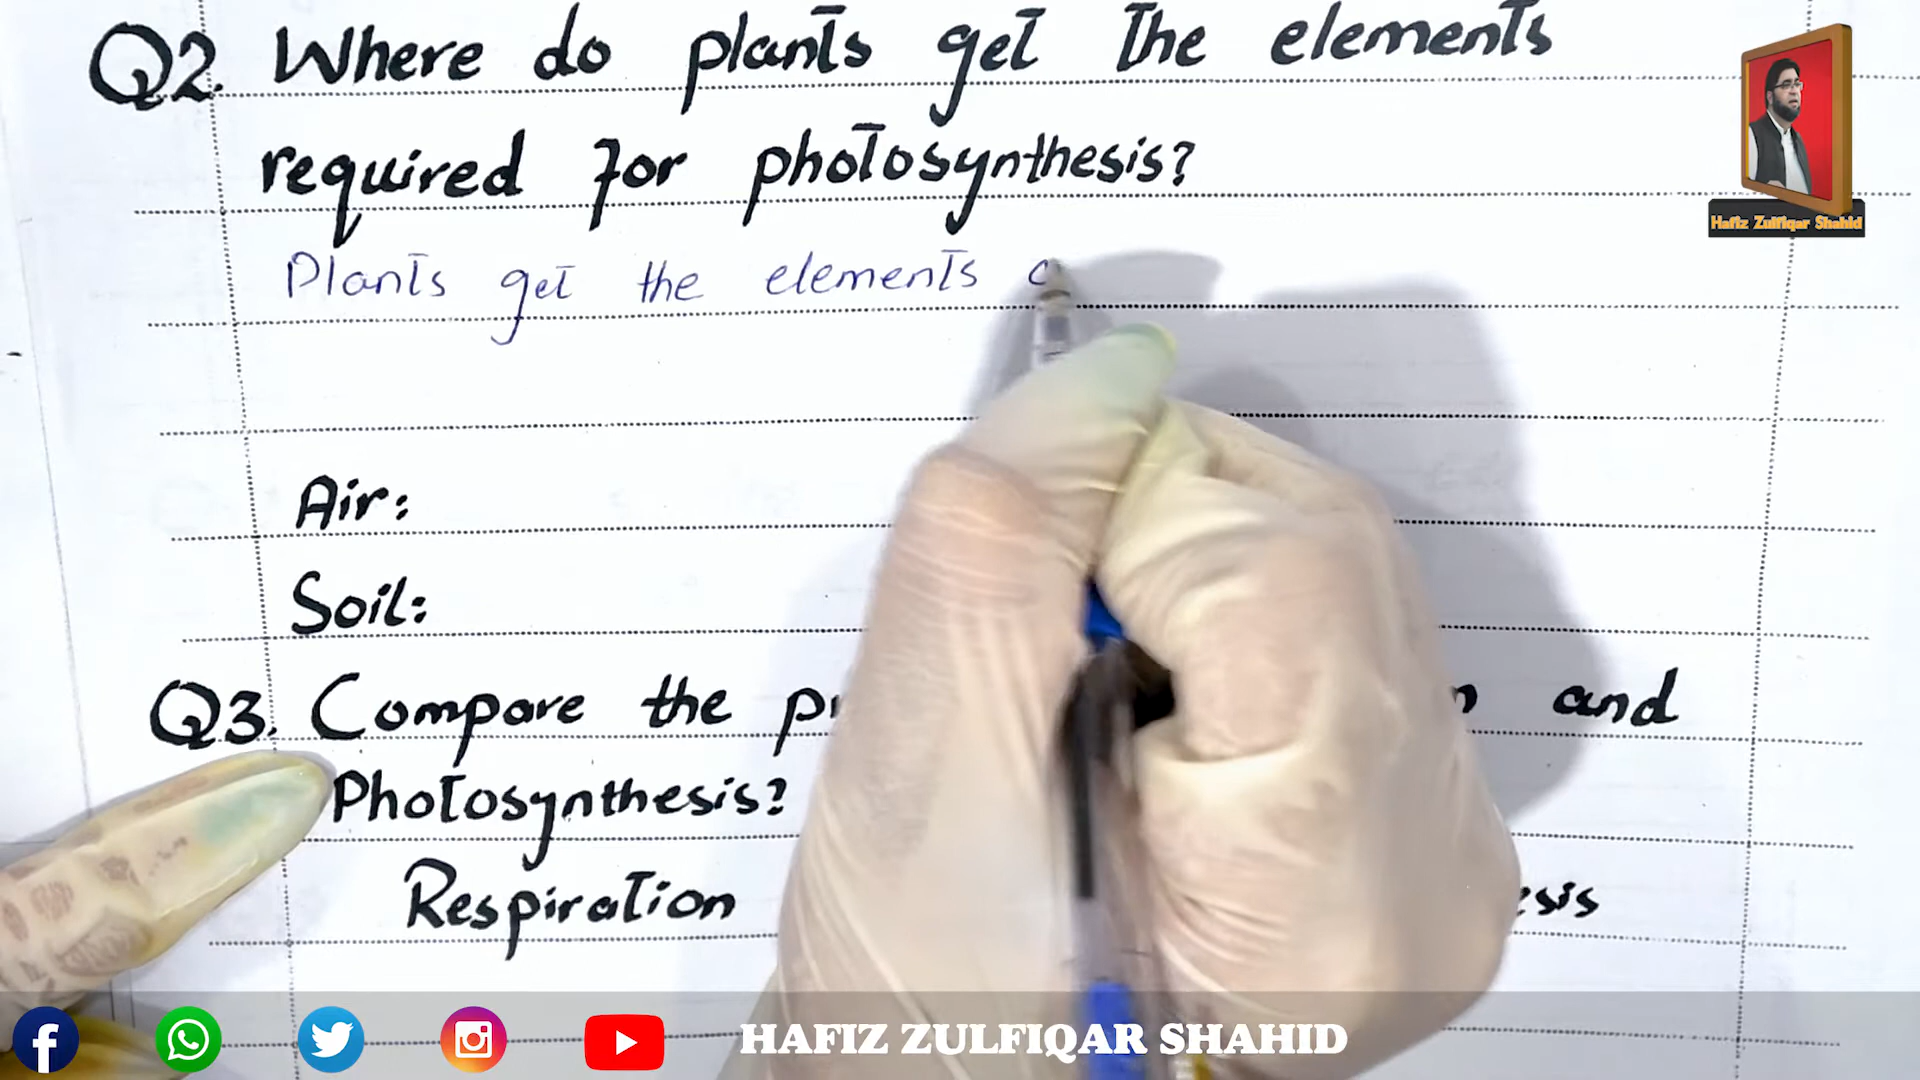 Q2. Where do plants get the elements
required for photosynthesis?
Plants get the elements
Air:
Soil:
Q3. Compare the and
Photosynthesis?
Respiration
Hafiz Zulfiqar Shahid
HAFIZ ZULFIQAR SHAHID